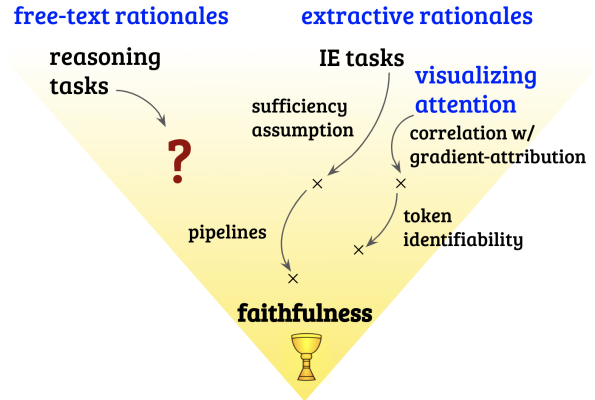 free-text rationales
extractive rationales
reasoning
tasks
?
IE tasks
visualizing
attention
sufficiency
assumption
correlation w/
gradient-attribution
pipelines
token
identifiability
faithfulness